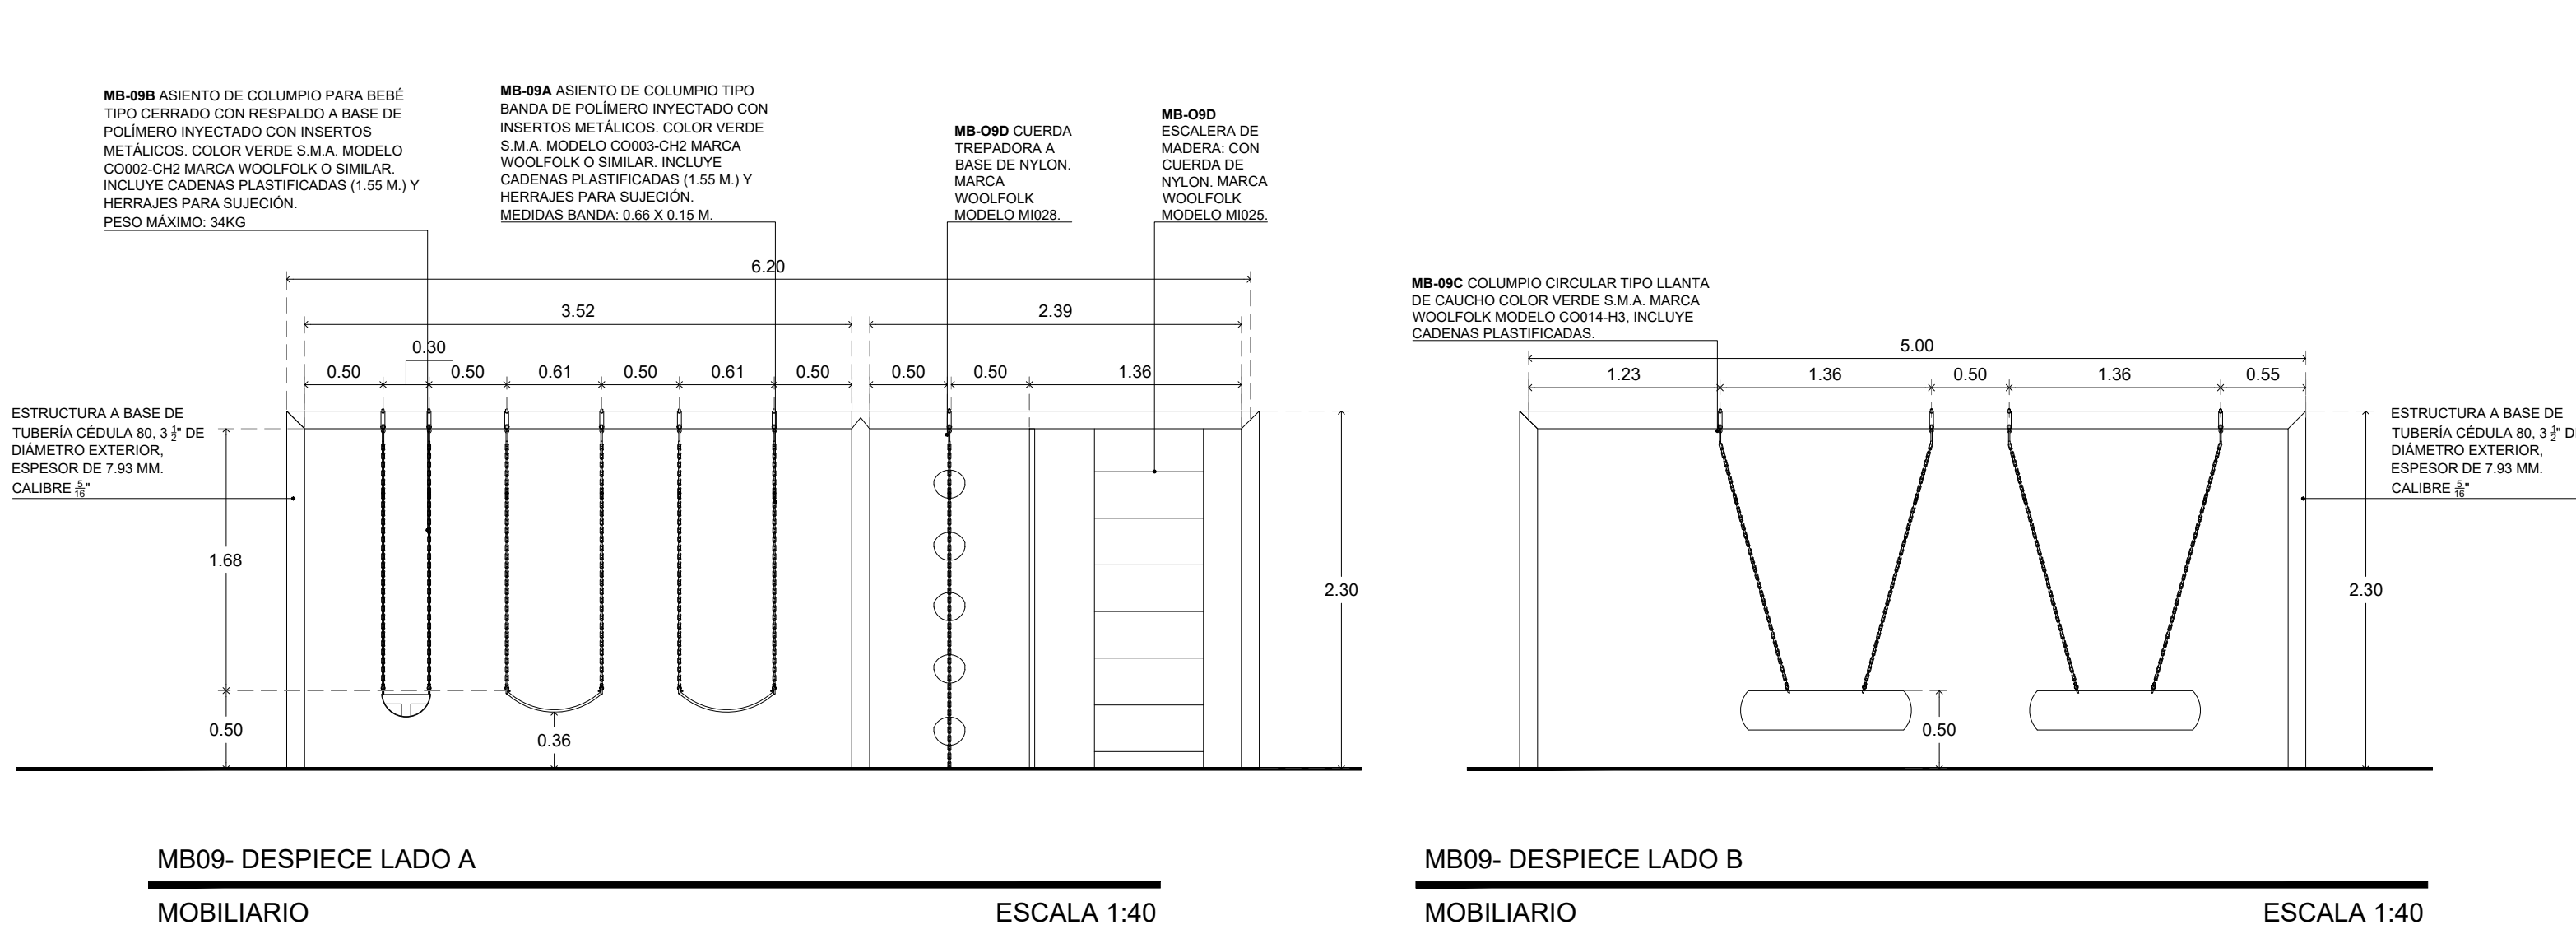 MB-09B ASIENTO DE COLUMPIO PARA BEBÉ
TIPO CERRADO CON RESPALDO A BASE DE
POLÍMERO INYECTADO CON INSERTOS
METÁLICOS. COLOR VERDE S.M.A. MODELO
CO002-CH2 MARCA WOOLFOLK O SIMILAR.
INCLUYE CADENAS PLASTIFICADAS (1.55 M.) Y
HERRAJES PARA SUJECIÓN.
PESO MÁXIMO: 34KG
MB-09A ASIENTO DE COLUMPIO TIPO
BANDA DE POLÍMERO INYECTADO CON
INSERTOS METÁLICOS. COLOR VERDE
S.M.A. MODELO CO003-CH2 MARCA
WOOLFOLK O SIMILAR. INCLUYE
CADENAS PLASTIFICADAS (1.55 M.) Y
HERRAJES PARA SUJECIÓN.
MEDIDAS BANDA: 0.66 X 0.15 M.
MB-O9D CUERDA
TREPADORA A
BASE DE NYLON.
MARCA
WOOLFOLK
MODELO MI028.
MB-O9D
ESCALERA DE
MADERA: CON
CUERDA DE
NYLON. MARCA
WOOLFOLK
MODELO MI025.
6.20
3.52
2.39
0.30
0.50
0.50
0.61
0.50
0.61
0.50
0.50
0.50
1.36
ESTRUCTURA A BASE DE
TUBERÍA CÉDULA 80, 3 1/2" DE
DIÁMETRO EXTERIOR,
ESPESOR DE 7.93 MM.
CALIBRE 5/16"
1.68
0.50
0.36
2.30
MB09- DESPIECE LADO A
MOBILIARIO
ESCALA 1:40
MB-09C COLUMPIO CIRCULAR TIPO LLANTA
DE CAUCHO COLOR VERDE S.M.A. MARCA
WOOLFOLK MODELO CO014-H3, INCLUYE
CADENAS PLASTIFICADAS.
5.00
1.23
1.36
0.50
1.36
0.55
ESTRUCTURA A BASE DE
TUBERÍA CÉDULA 80, 3 1/2" D
DIÁMETRO EXTERIOR,
ESPESOR DE 7.93 MM.
CALIBRE 5/16"
2.30
0.50
MB09- DESPIECE LADO B
MOBILIARIO
ESCALA 1:40